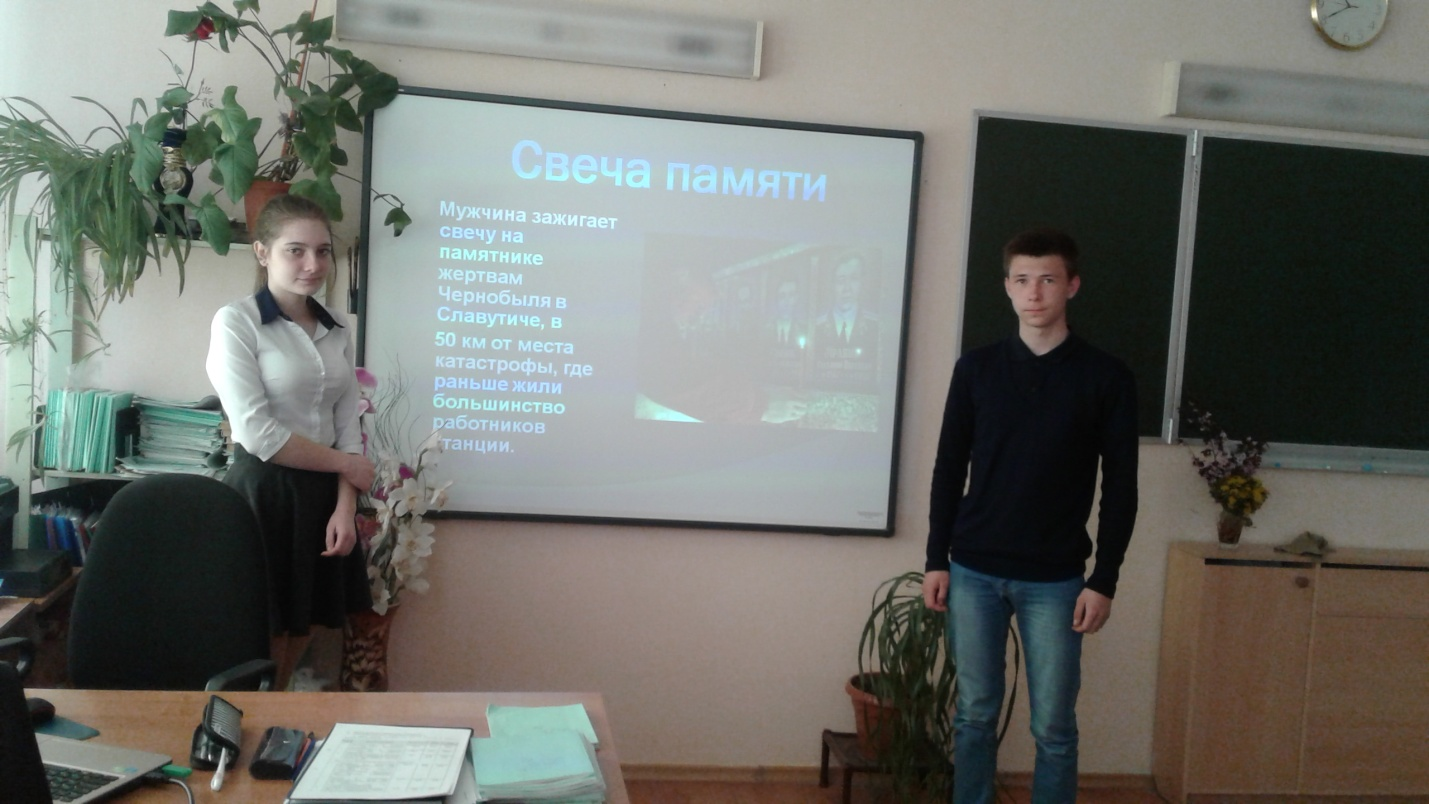 Свеча памяти
Мужчина зажигает
свечу на
памятнике
жертвам
Чернобыля в
Славутиче, в
50 км от места
катастрофы, где
раньше жили
большинство
работников
станции.